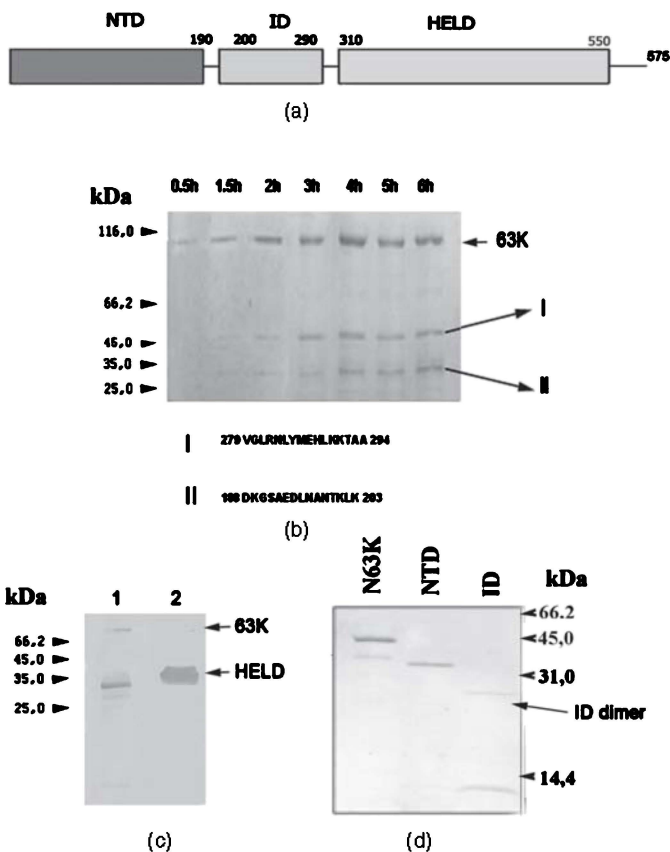 NTD ID HELD
190 200 290 310 550 575
(a)
kDa 0.5h 1.5h 2h 3h 4h 5h 6h
116,0
63K
66.2
I
45,0
35,0
II
25,0
I 279 VGLRNLYMEHLKKTAA 294
II 188 DKGSAEDLNANTKLK 203
(b)
kDa 1 2
63K
66.2
45.0
HELD
35.0
25,0
(c)
N63K NTD ID kDa
66.2
45,0
31,0
ID dimer
14,4
(d)